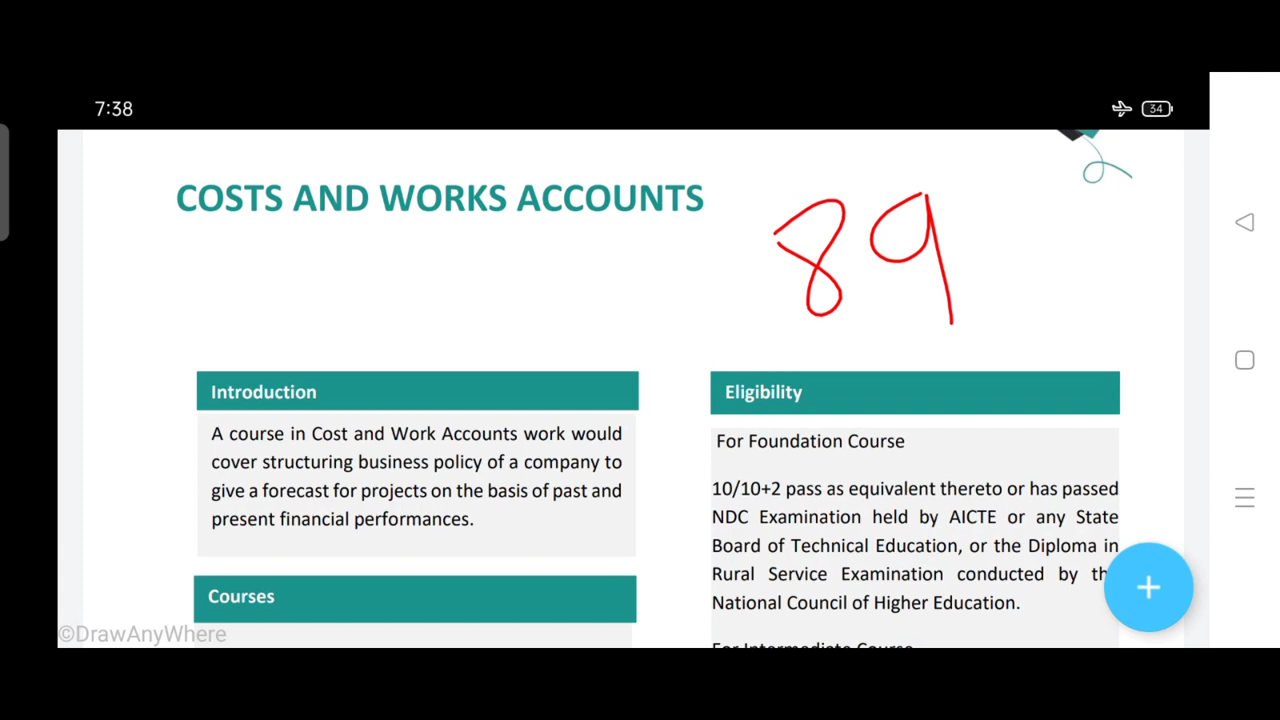 7:38
34
COSTS AND WORKS ACCOUNTS
89
Introduction
A course in Cost and Work Accounts work would
cover structuring business policy of a company to
give a forecast for projects on the basis of past and
present financial performances.
Courses
Eligibility
For Foundation Course
10/10+2 pass as equivalent thereto or has passed
NDC Examination held by AICTE or any State
Board of Technical Education, or the Diploma in
Rural Service Examination conducted by th
National Council of Higher Education.
For Intermediate Course
©DrawAnyWhere